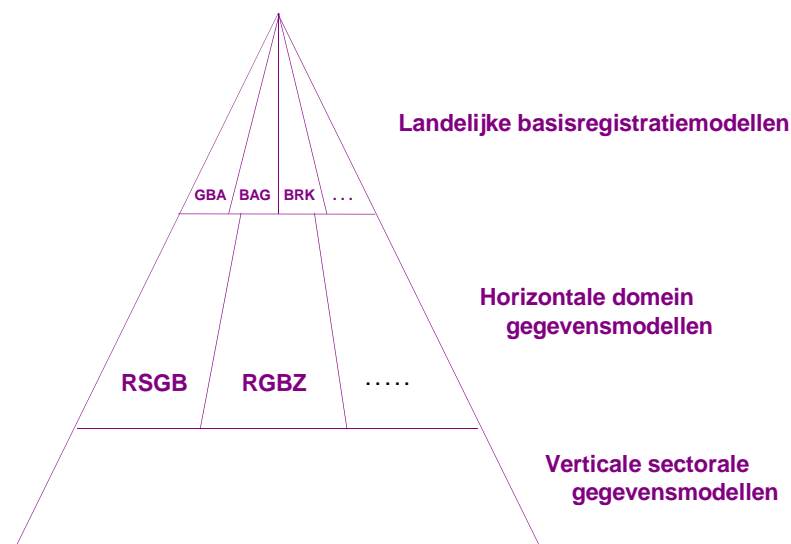 Landelijke basisregistratiemodellen
GBA BAG BRK ...
Horizontale domein
gegevensmodellen
RSGB RGBZ .....
Verticale sectorale
gegevensmodellen